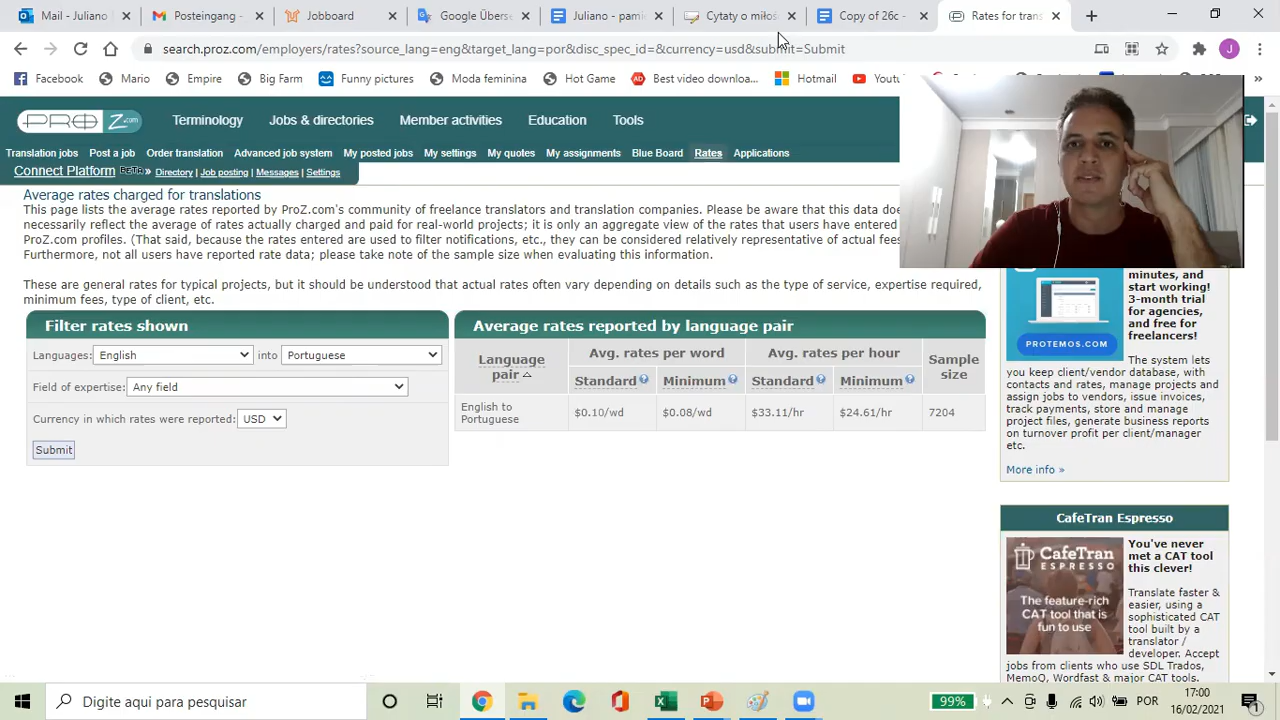 Mail - Juliano
Posteingang -
Jobboard
Google Überse
Juliano - pami
Cytaty o miłoś
Copy of 26c -
Rates for trans
search.proz.com/employers/rates?source_lang=eng&target_lang=por&disc_spec_id=&currency=usd&submit=Submit
J
Facebook
Mario
Empire
Big Farm
Funny pictures
Moda feminina
Hot Game
Best video downloa...
Hotmail
Youtu
PROZ.com
Terminology
Jobs & directories
Member activities
Education
Tools
Translation jobs
Post a job
Order translation
Advanced job system
My posted jobs
My settings
My quotes
My assignments
Blue Board
Rates
Applications
Connect Platform BETA»
Directory | Job posting | Messages | Settings
Average rates charged for translations
This page lists the average rates reported by ProZ.com's community of freelance translators and translation companies. Please be aware that this data doe
necessarily reflect the average of rates actually charged and paid for real-world projects; it is only an aggregate view of the rates that users have entered
ProZ.com profiles. (That said, because the rates entered are used to filter notifications, etc., they can be considered relatively representative of actual fees
Furthermore, not all users have reported rate data; please take note of the sample size when evaluating this information.
These are general rates for typical projects, but it should be understood that actual rates often vary depending on details such as the type of service, expertise required,
minimum fees, type of client, etc.
Filter rates shown
Languages: English into Portuguese
Field of expertise: Any field
Currency in which rates were reported: USD
Submit
Average rates reported by language pair
Language pair
Avg. rates per word
Avg. rates per hour
Sample size
Standard
Minimum
Standard
Minimum
English to Portuguese
$0.10/wd
$0.08/wd
$33.11/hr
$24.61/hr
7204
minutes, and
start working!
3-month trial
for agencies,
and free for
freelancers!
PROTEMOS.COM
The system lets
you keep client/vendor database, with
contacts and rates, manage projects and
assign jobs to vendors, issue invoices,
track payments, store and manage
project files, generate business reports
on turnover profit per client/manager
etc.
More info »
CafeTran Espresso
CafeTran
ESPRESSO
The feature-rich
CAT tool that is
fun to use
You've never
met a CAT tool
this clever!
Translate faster &
easier, using a
sophisticated CAT
tool built by a
translator /
developer. Accept
jobs from clients who use SDL Trados,
MemoQ, Wordfast & major CAT tools.
Digite aqui para pesquisar
99%
POR
17:00
16/02/2021
1